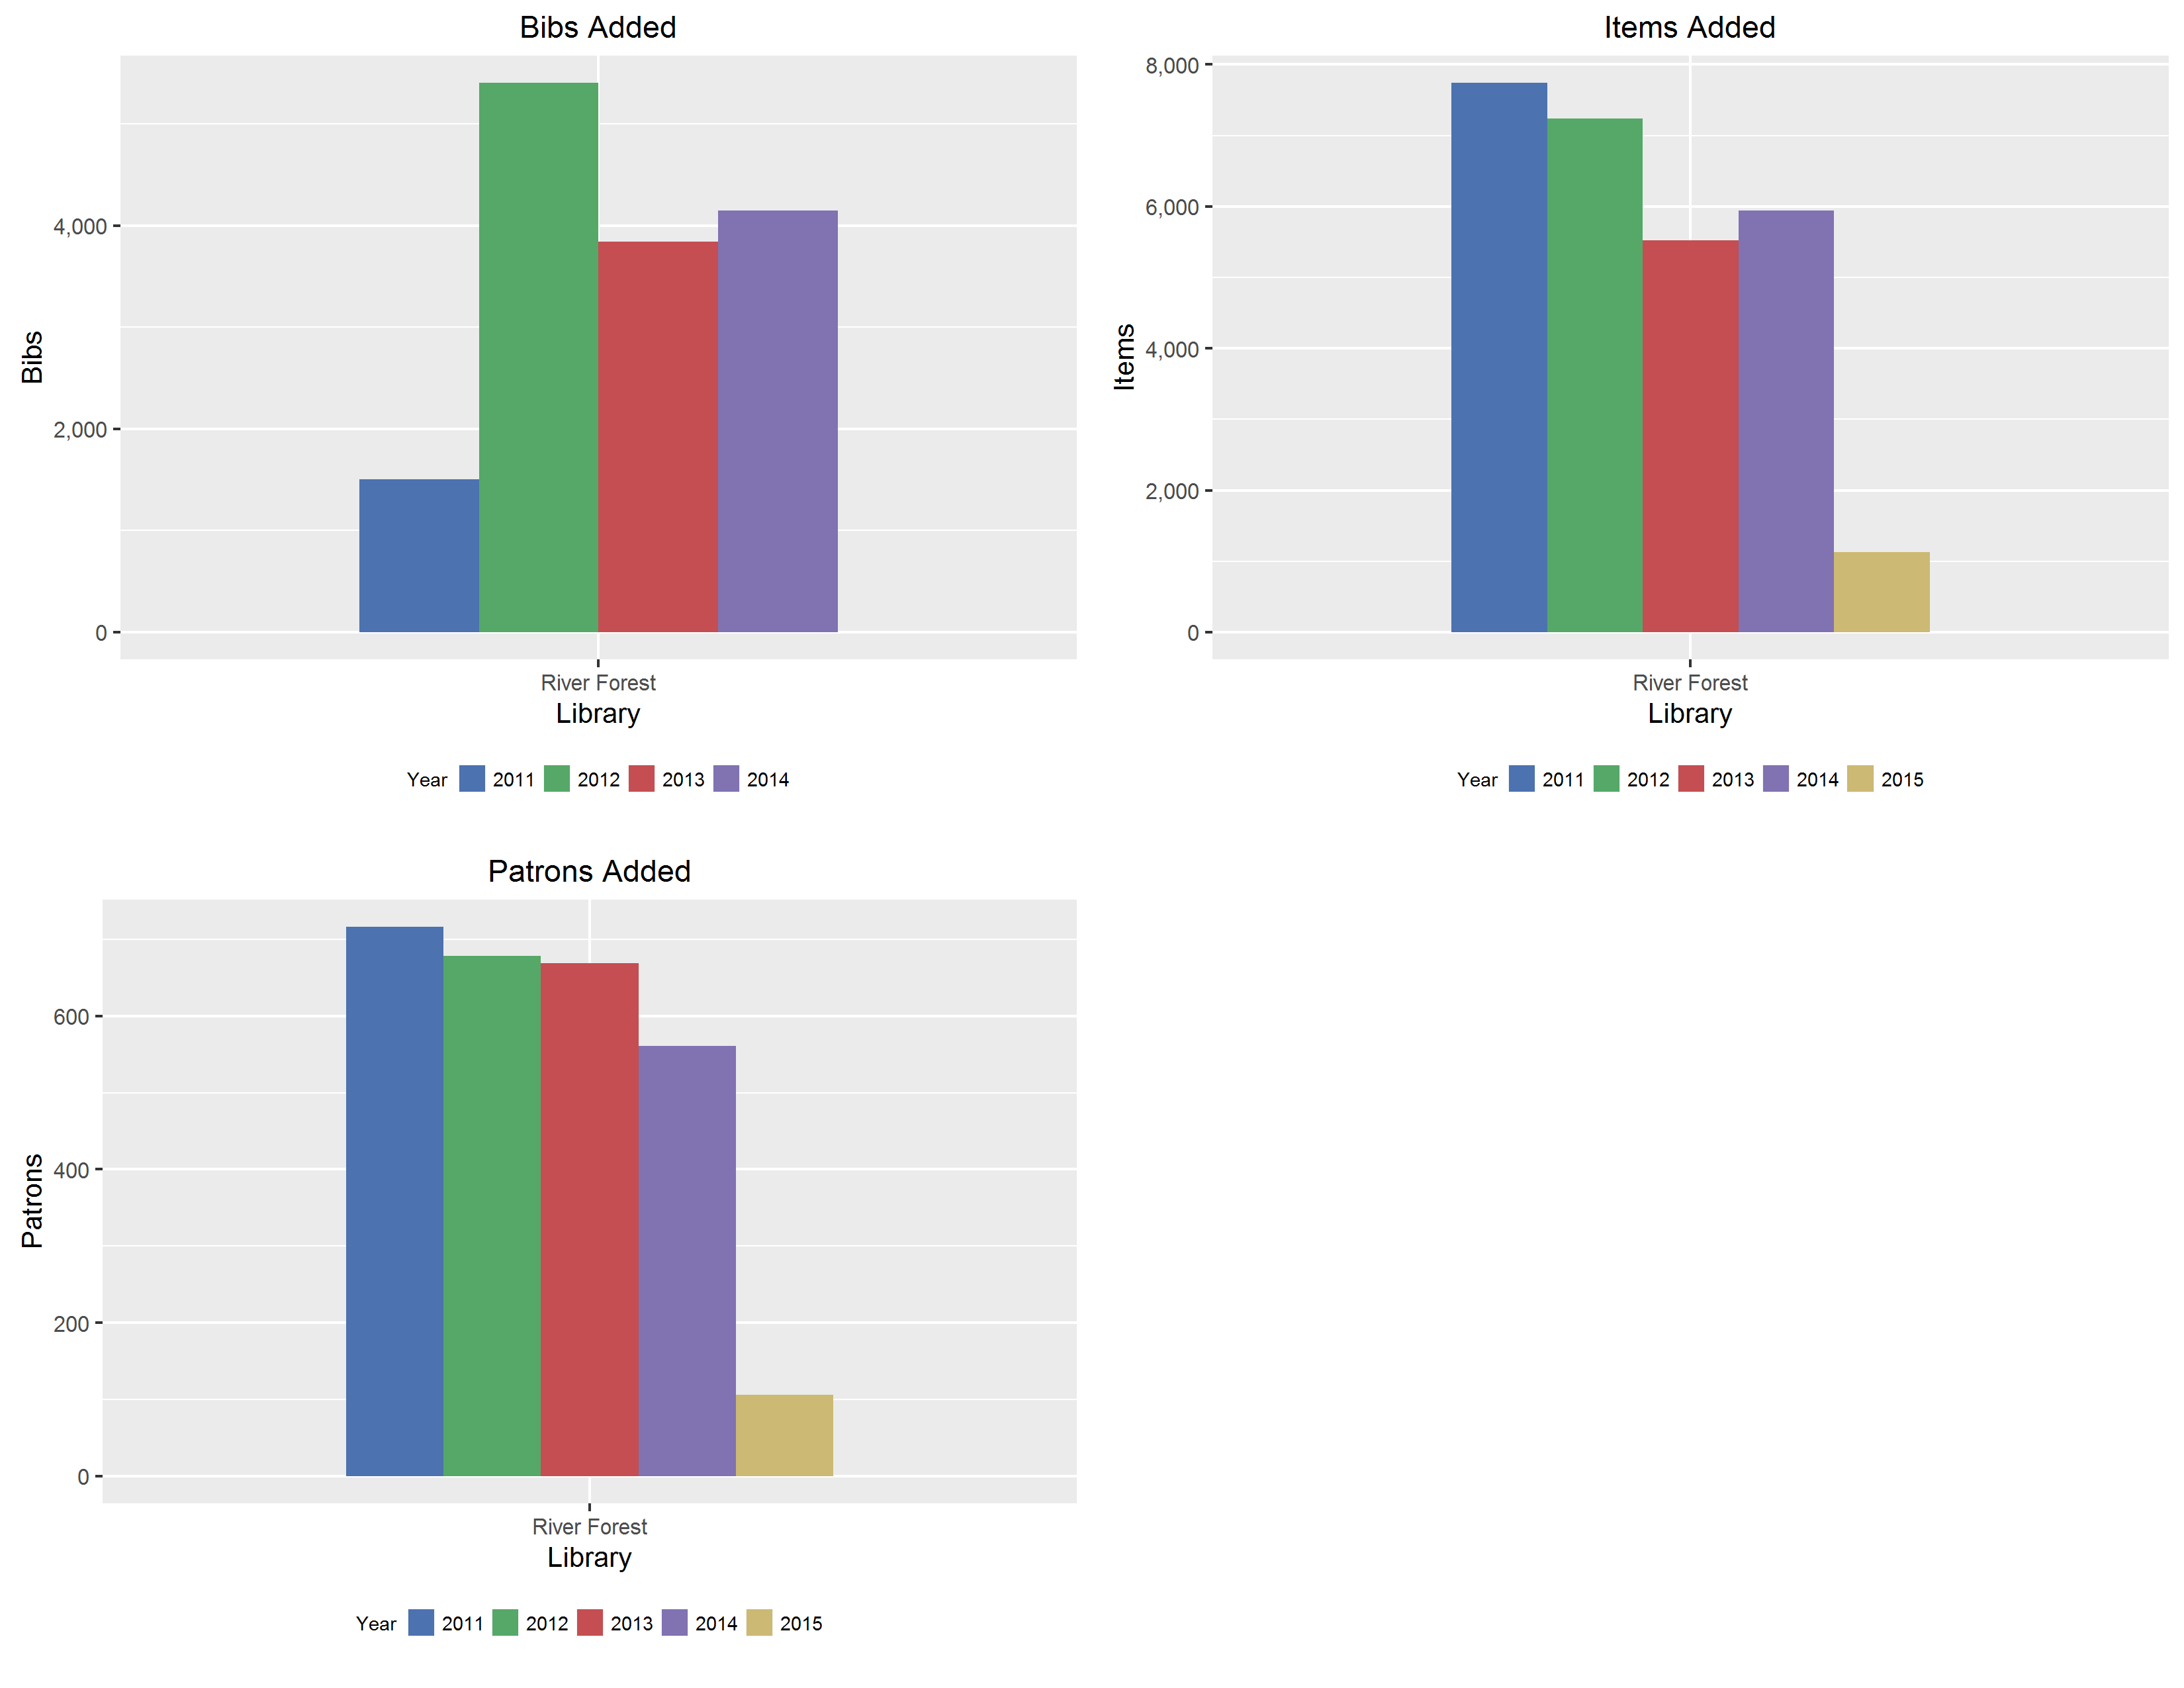 Bibs Added
Bibs
4,000
2,000
0
River Forest
Library
Year 2011 2012 2013 2014
Items Added
Items
8,000
6,000
4,000
2,000
0
River Forest
Library
Year 2011 2012 2013 2014 2015
Patrons Added
Patrons
600
400
200
0
River Forest
Library
Year 2011 2012 2013 2014 2015